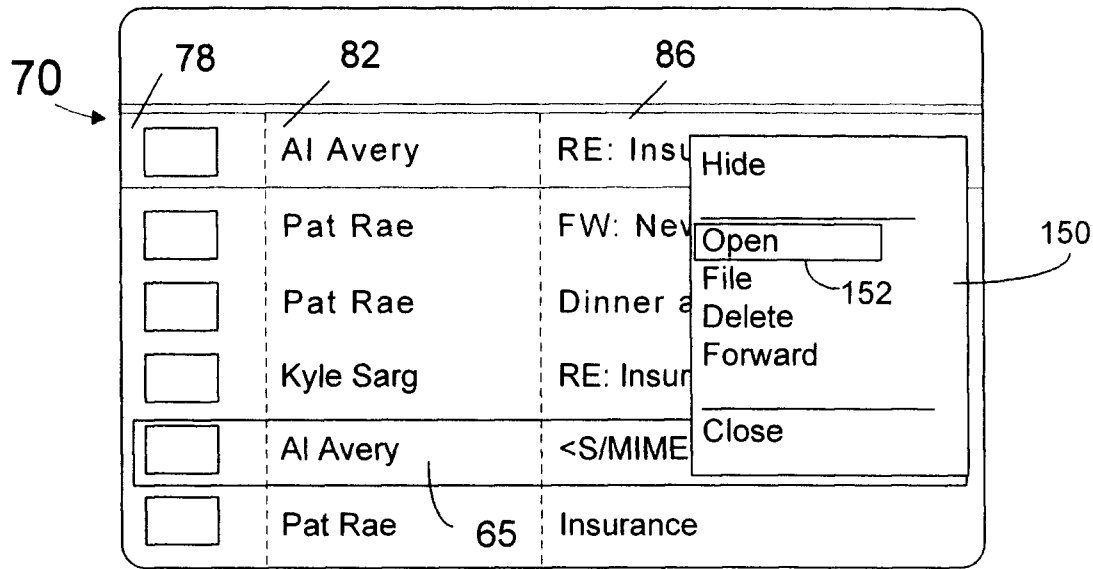 70
78
82
86
Al Avery
RE: Insu
Pat Rae
FW: Nev
Pat Rae
Dinner a
Kyle Sarg
RE: Insur
Al Avery
<S/MIME
Pat Rae
Insurance
65
Hide
Open
File
Delete
Forward
Close
152
150